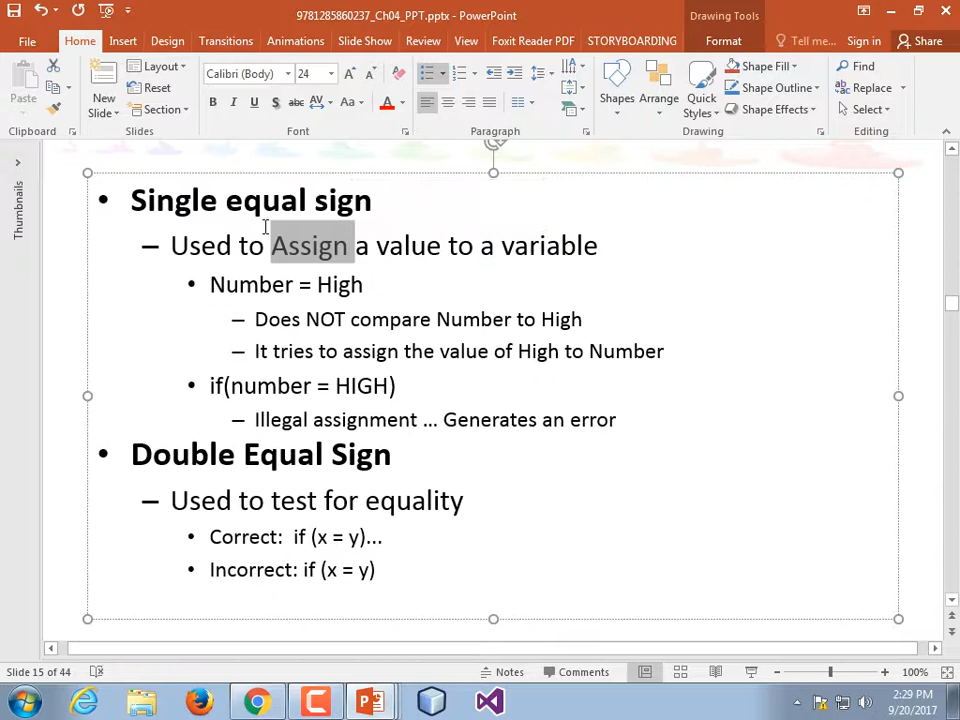 9781285860237_Ch04_PPT.pptx - PowerPoint
Drawing Tools
File Home Insert Design Transitions Animations Slide Show Review View Foxit Reader PDF STORYBOARDING Format Tell me... Sign in Share
Paste
New Slide
Layout
Reset
Section
Calibri (Body) 24
B I U S abc AV Aa A
Shapes
Arrange
Quick Styles
Shape Fill
Shape Outline
Shape Effects
Find
Replace
Select
Clipboard Slides Font Paragraph Drawing Editing
Thumbnails
• Single equal sign
– Used to Assign a value to a variable
• Number = High
– Does NOT compare Number to High
– It tries to assign the value of High to Number
• if(number = HIGH)
– Illegal assignment ... Generates an error
• Double Equal Sign
– Used to test for equality
• Correct: if (x = y)...
• Incorrect: if (x = y)
Slide 15 of 44 Notes Comments 100%
2:29 PM
9/20/2017